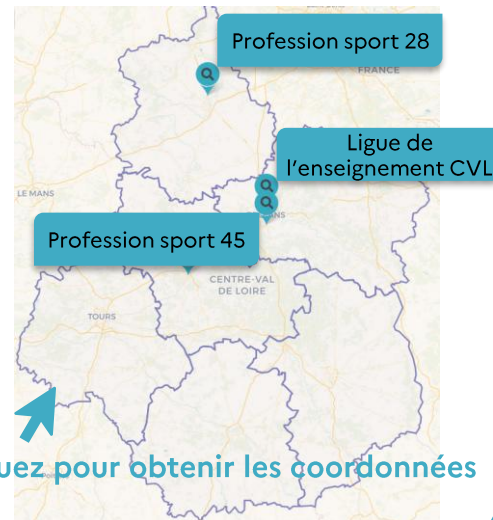 Profession sport 28
FRANCE
Ligue de
l'enseignement CVL
LE MANS
Profession sport 45
CENTRE-VAL
DE LOIRE
TOURS
uez pour obtenir les coordonnées